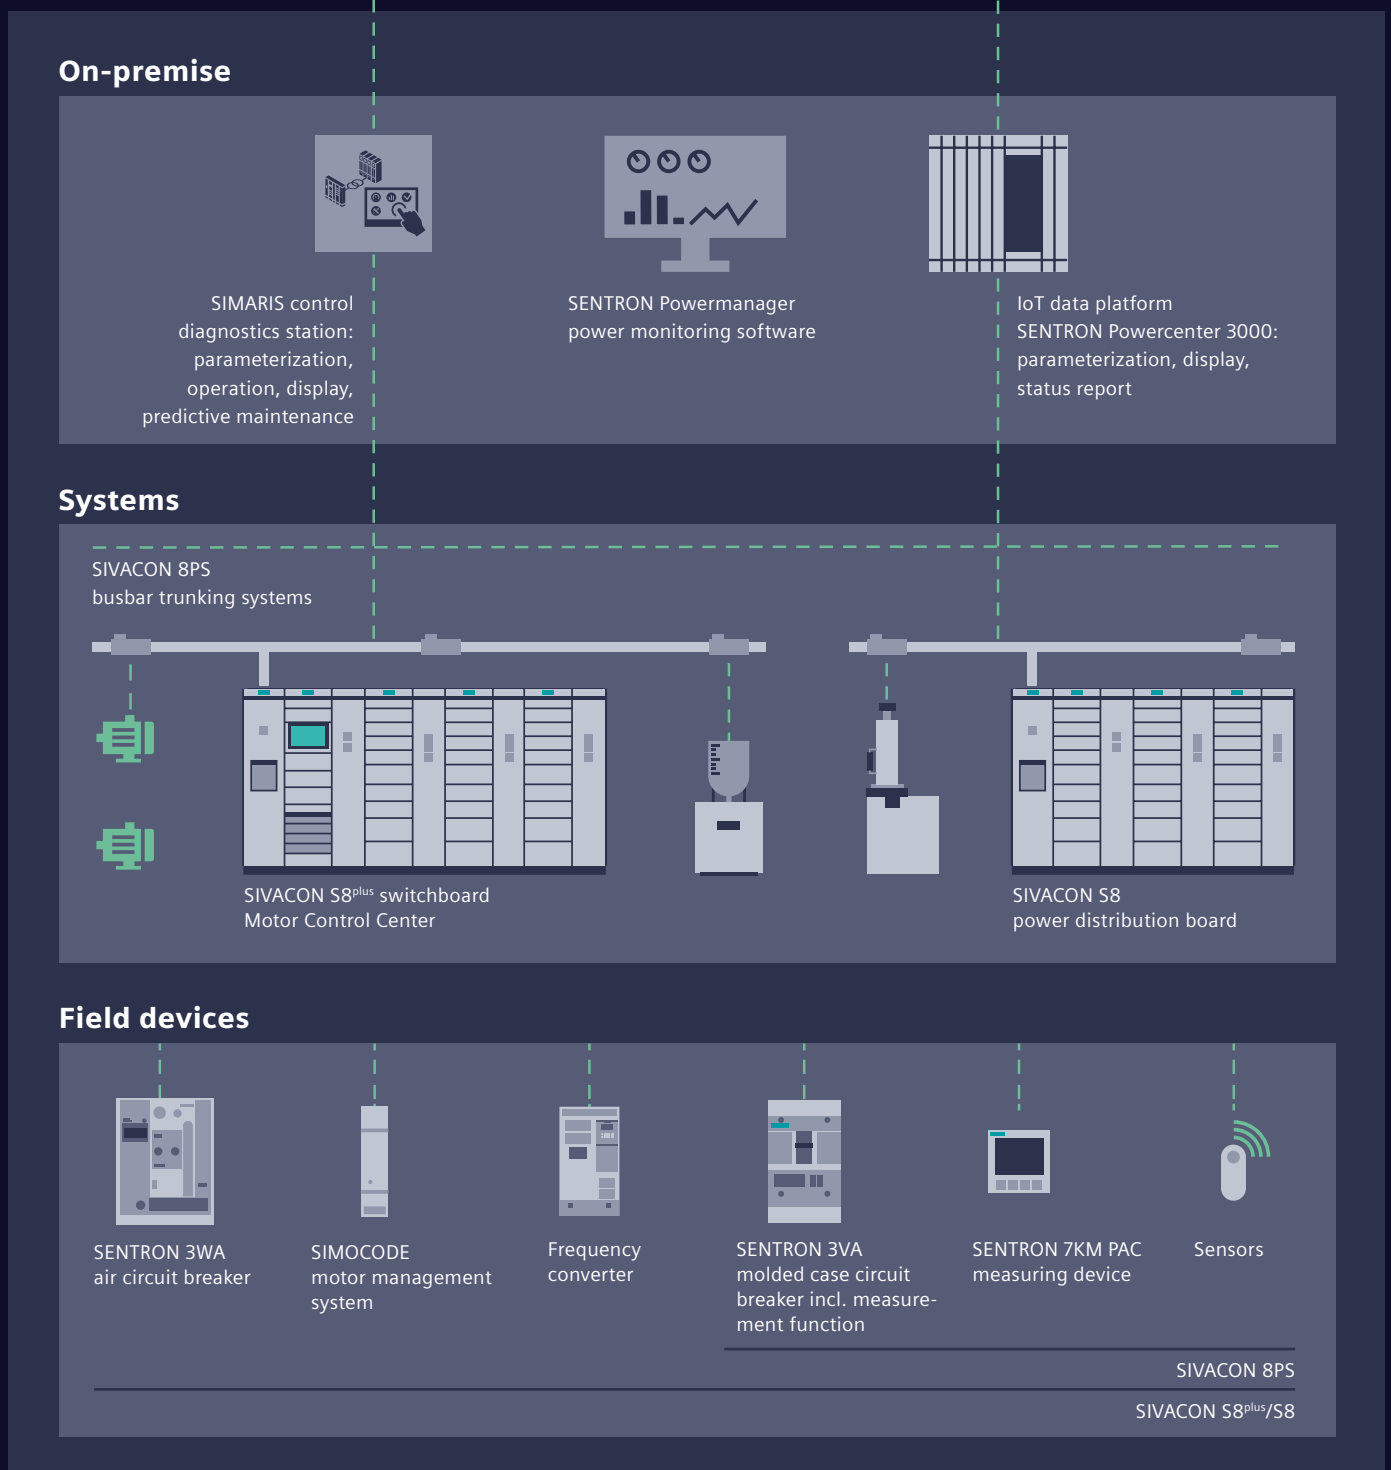 On-premise
SIMARIS control
diagnostics station:
parameterization,
operation, display,
predictive maintenance
SENTRON Powermanager
power monitoring software
IoT data platform
SENTRON Powercenter 3000:
parameterization, display,
status report
Systems
SIVACON 8PS
busbar trunking systems
SIVACON S8plus switchboard
Motor Control Center
SIVACON S8
power distribution board
Field devices
SENTRON 3WA
air circuit breaker
SIMOCODE
motor management
system
Frequency
converter
SENTRON 3VA
molded case circuit
breaker incl. measure-
ment function
SENTRON 7KM PAC
measuring device
Sensors
SIVACON 8PS
SIVACON S8plus/S8